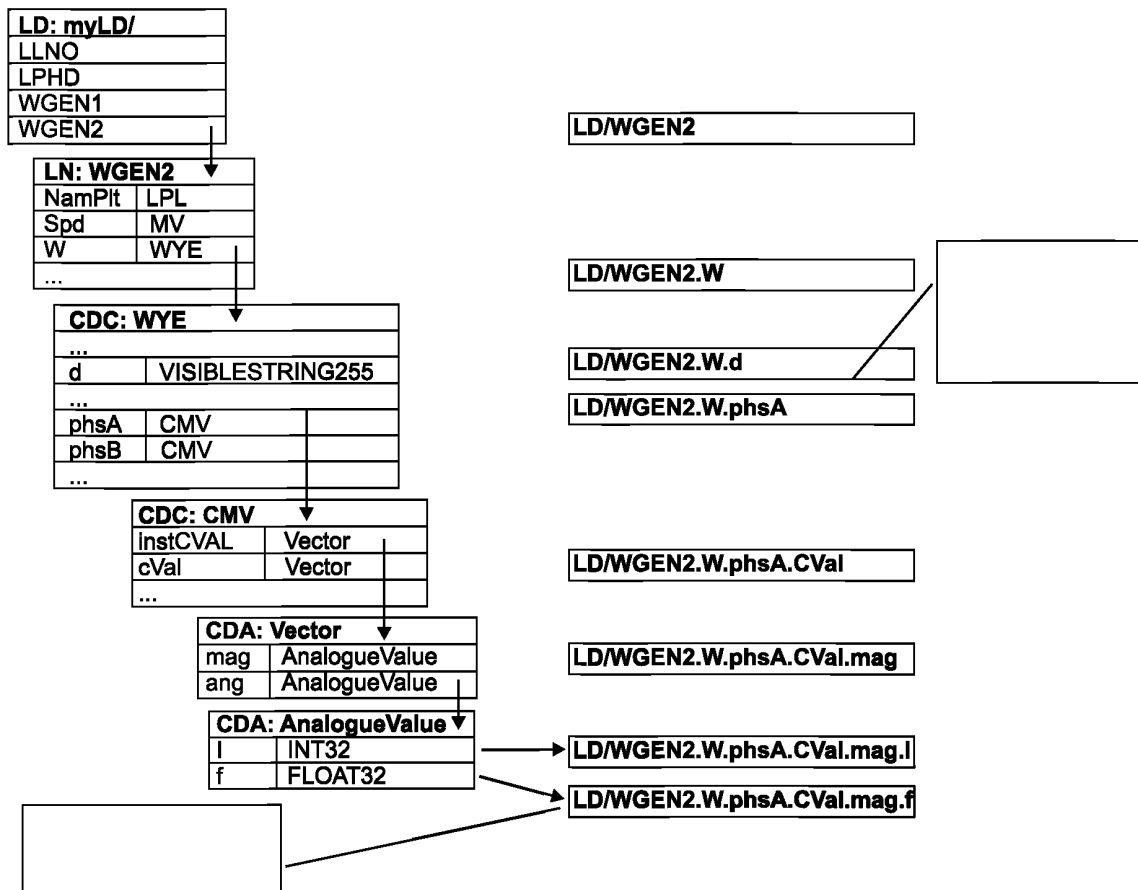 LD: myLD/
LLNO
LPHD
WGEN1
WGEN2
LD/WGEN2
LN: WGEN2
NamPlt LPL
Spd MV
W WYE
...
LD/WGEN2.W
CDC: WYE
...
d VISIBLESTRING255
...
phsA CMV
phsB CMV
...
LD/WGEN2.W.d
LD/WGEN2.W.phsA
CDC: CMV
instCVAL Vector
cVal Vector
...
LD/WGEN2.W.phsA.CVal
CDA: Vector
mag AnalogueValue
ang AnalogueValue
LD/WGEN2.W.phsA.CVal.mag
CDA: AnalogueValue
I INT32
f FLOAT32
LD/WGEN2.W.phsA.CVal.mag.I
LD/WGEN2.W.phsA.CVal.mag.f